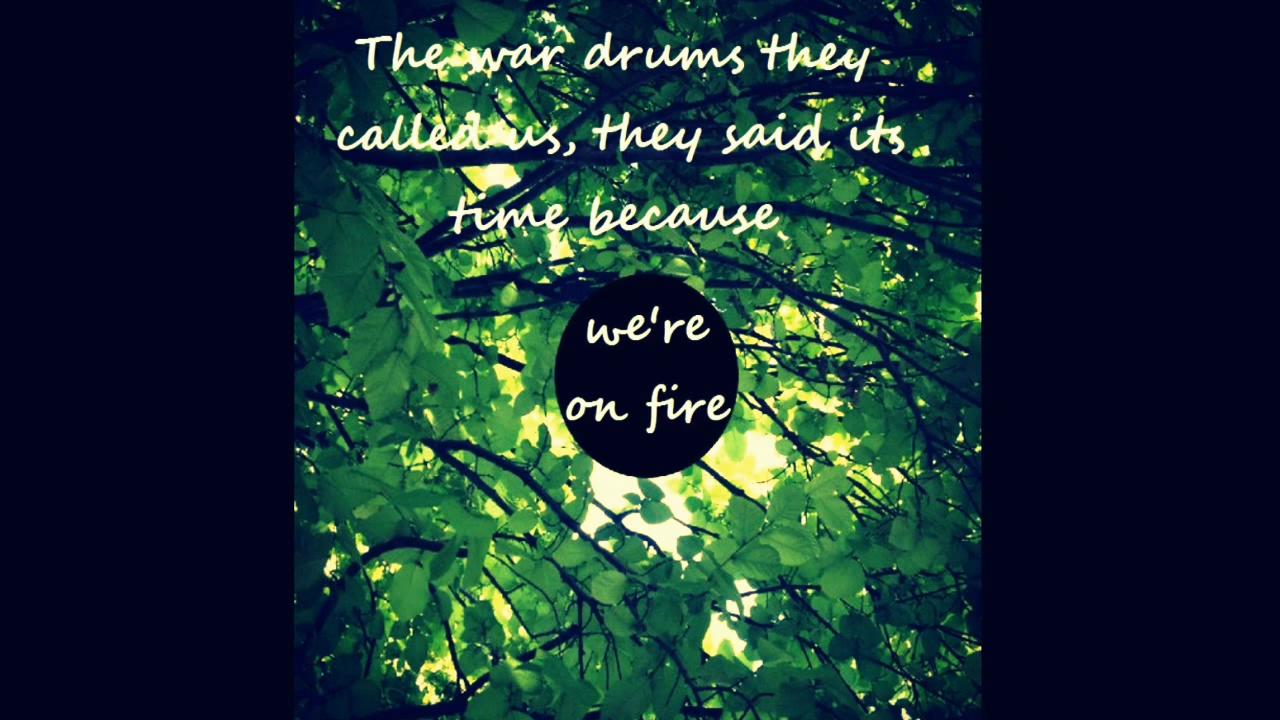 The war drums they
called us, they said its
time because
we're
on fire